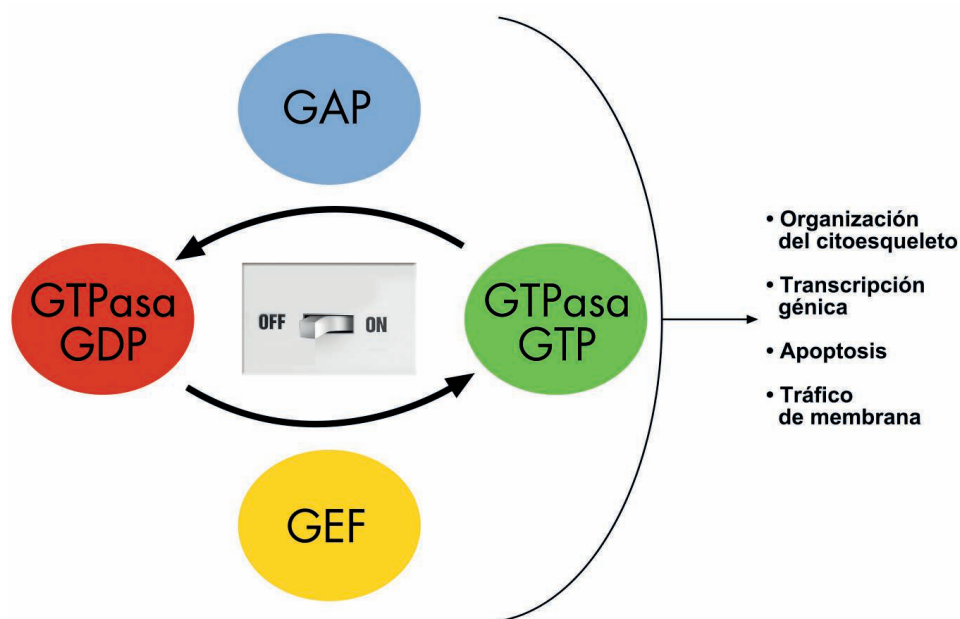 GAP
GTPasa
GDP
OFF
ON
GTPasa
GTP
GEF
• Organización
del citoesqueleto
• Transcripción
génica
• Apoptosis
• Tráfico
de membrana